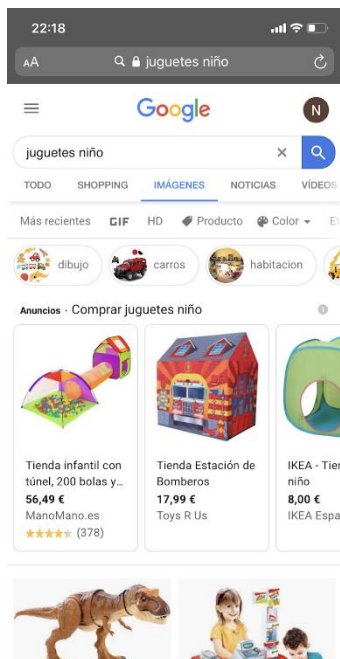 22:18
AA juguetes niño
Google
N
juguetes niño
TODO SHOPPING IMÁGENES NOTICIAS VÍDEOS
Más recientes GIF HD Producto Color
dibujo carros habitacion
Anuncios · Comprar juguetes niño
Tienda infantil con
túnel, 200 bolas y...
56,49 €
ManoMano.es
(378)
Tienda Estación de
Bomberos
17,99 €
Toys R Us
IKEA - Tien
niño
8,00 €
IKEA Espa